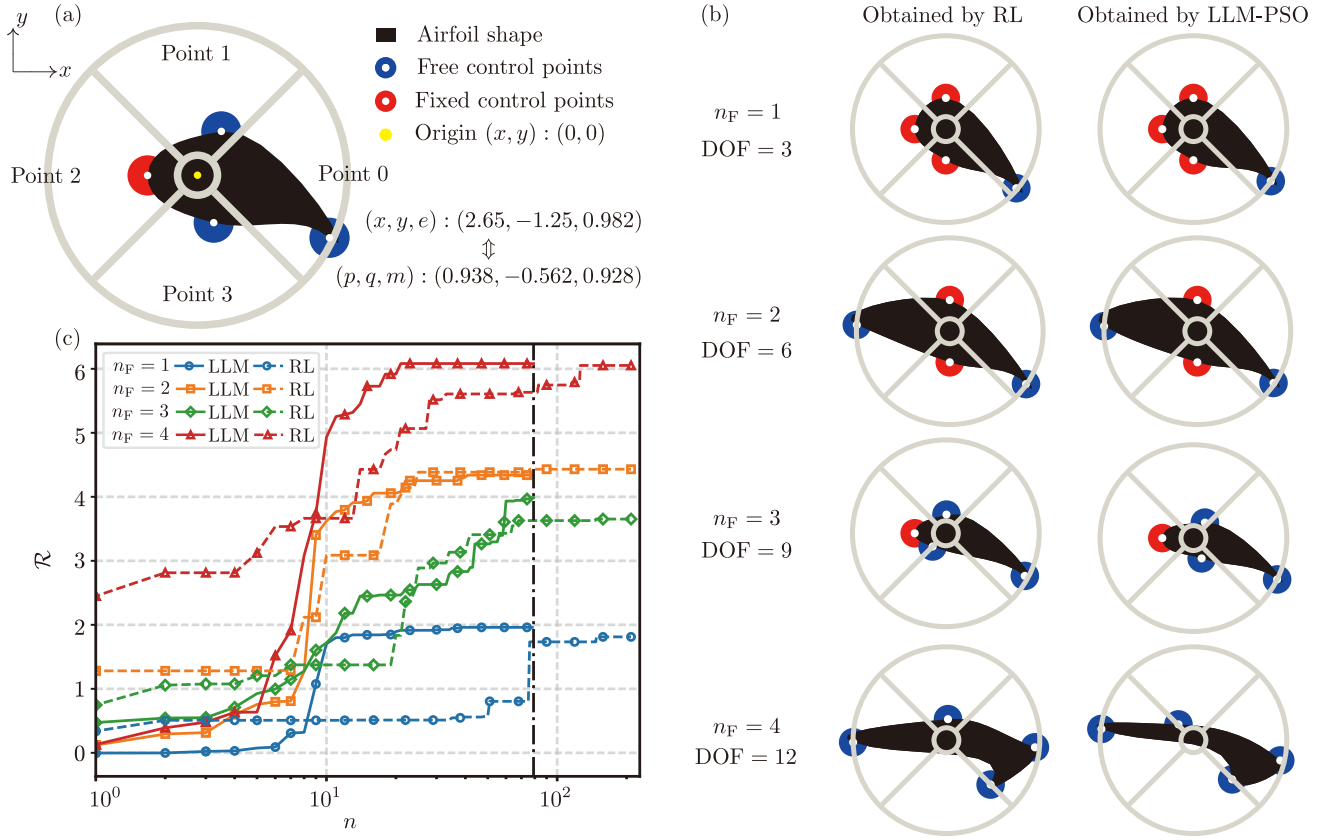 (a)
y
x
Point 1
Point 2
Point 0
Point 3
Airfoil shape
Free control points
Fixed control points
Origin (x, y) : (0, 0)
(x, y, e) : (2.65, −1.25, 0.982)
⇕
(p, q, m) : (0.938, −0.562, 0.928)
(b)
Obtained by RL Obtained by LLM-PSO
n_F = 1
DOF = 3
n_F = 2
DOF = 6
n_F = 3
DOF = 9
n_F = 4
DOF = 12
(c)
n_F = 1 LLM RL
n_F = 2 LLM RL
n_F = 3 LLM RL
n_F = 4 LLM RL
6
5
4
3
2
1
0
R
10^0 10^1 10^2
n